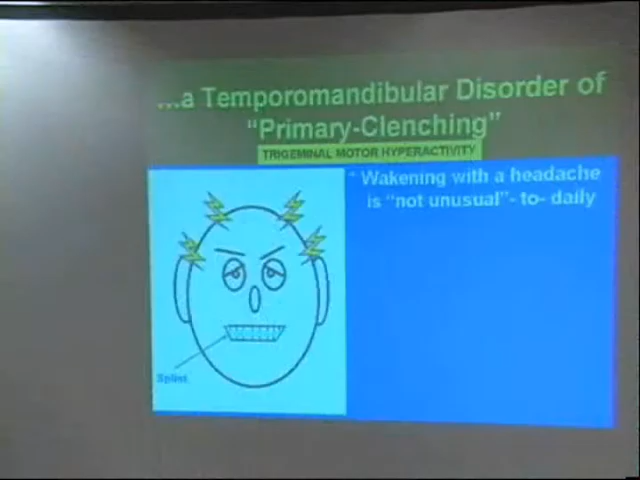 ...a Temporomandibular Disorder of
“Primary-Clenching”
TRIGEMINAL MOTOR HYPERACTIVITY
* Wakening with a headache
is “not unusual”- to- daily
Splint